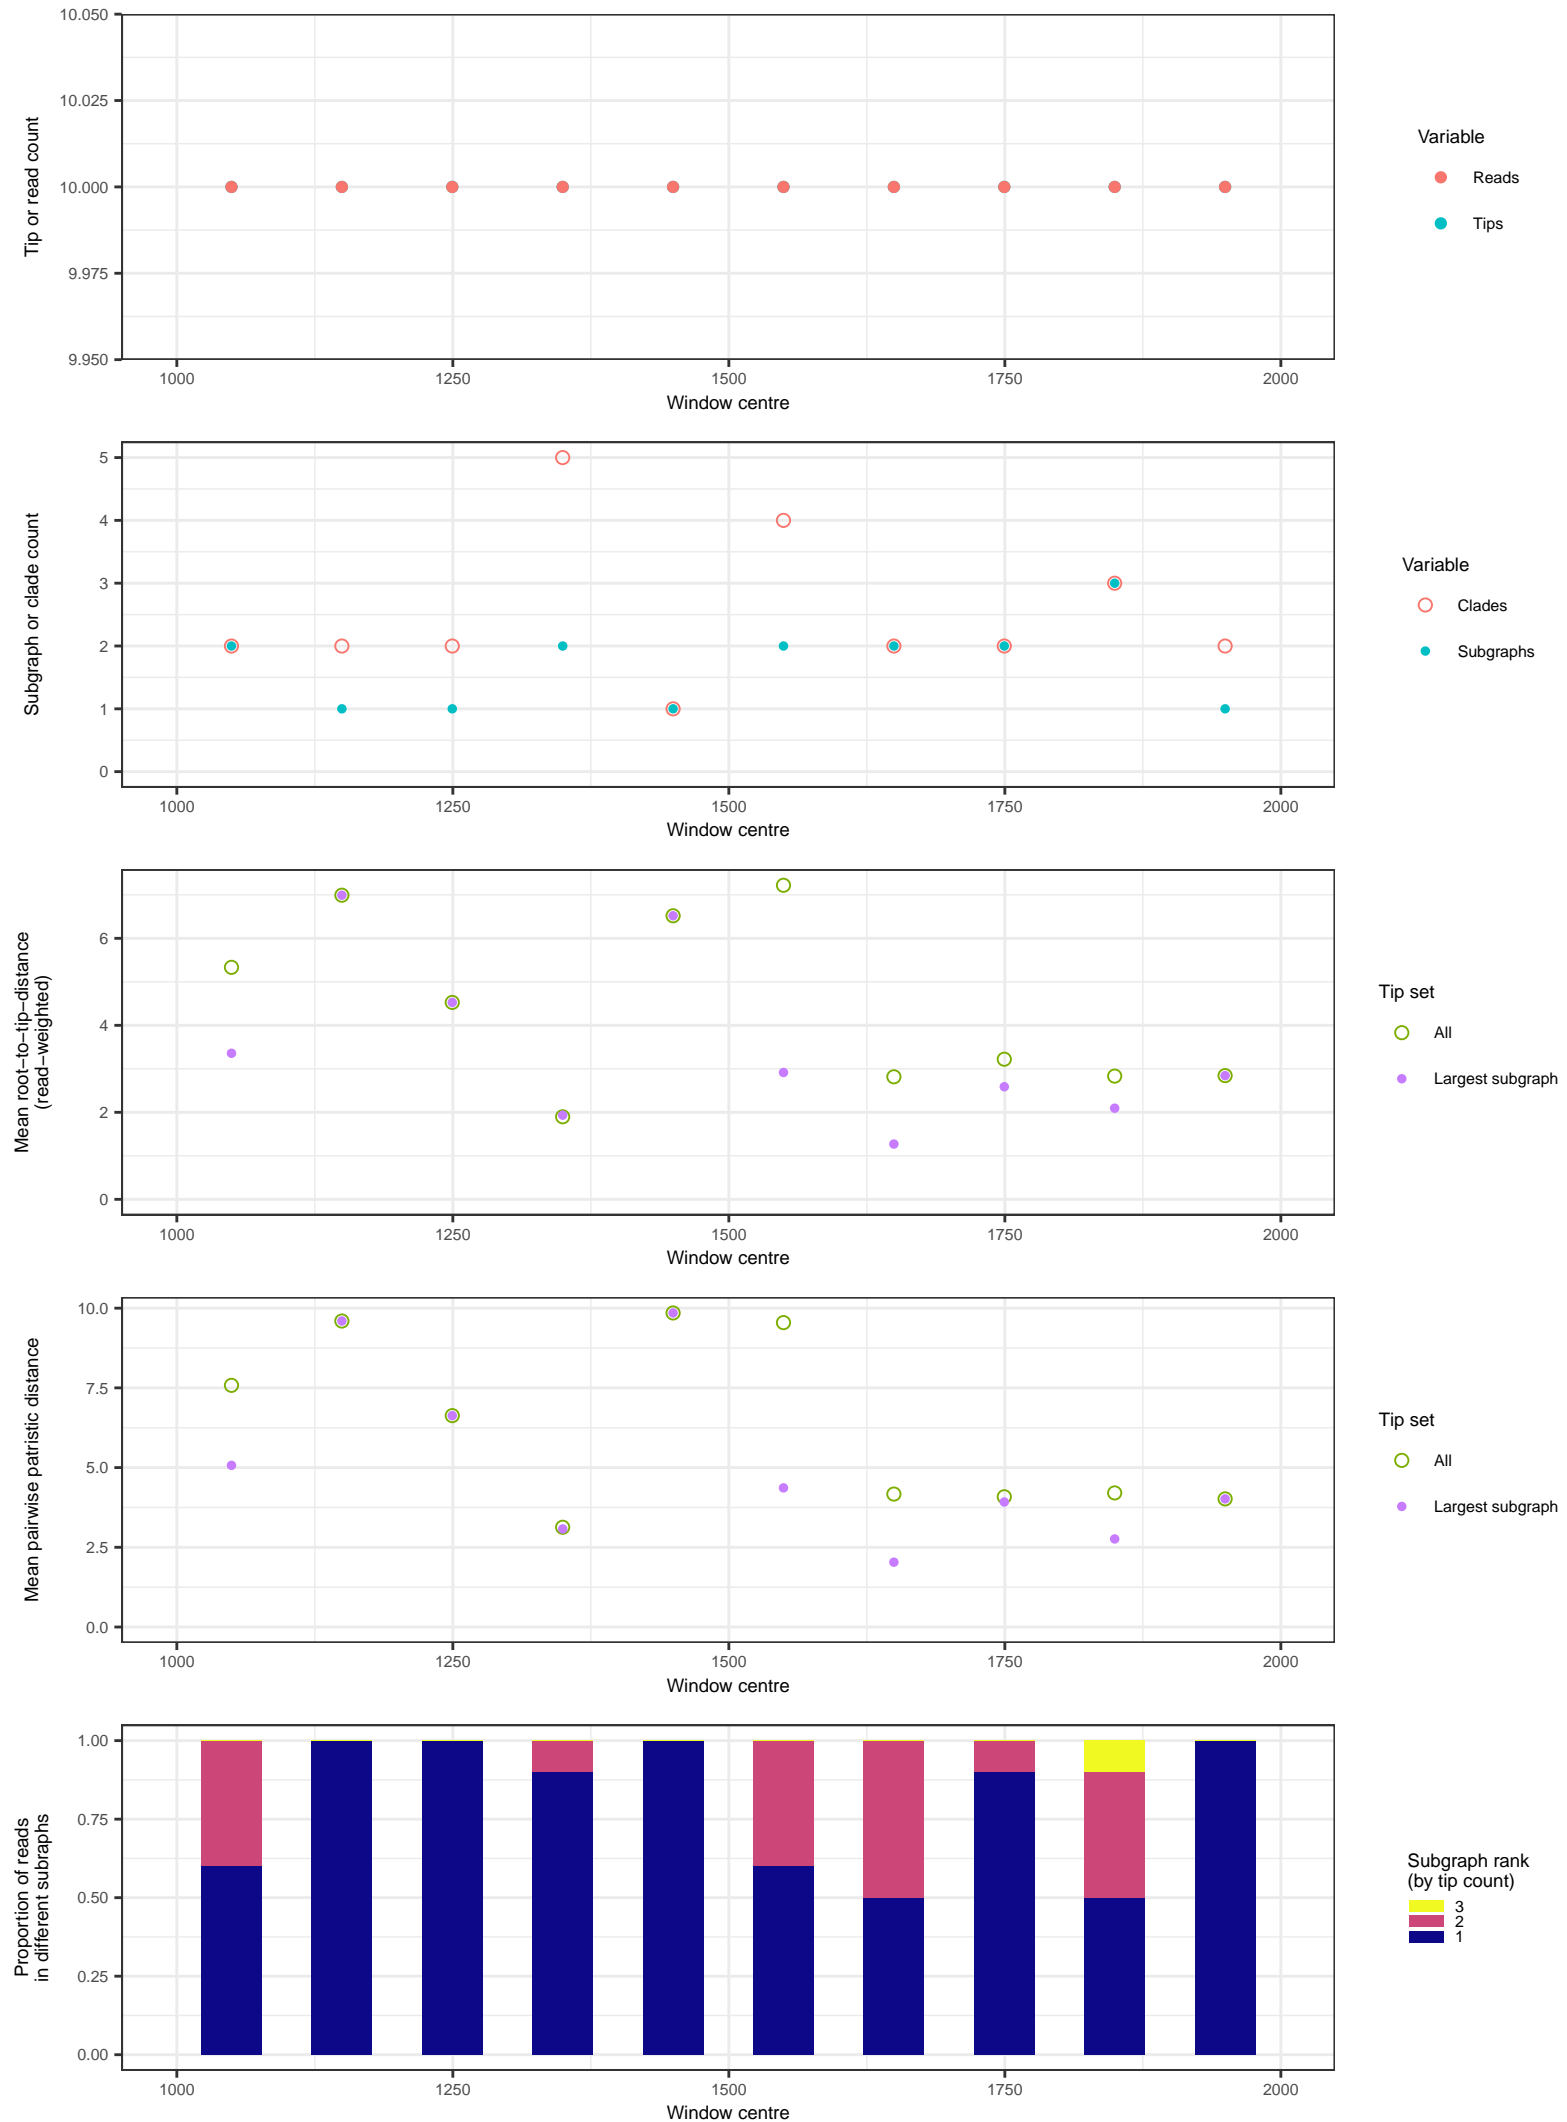 10.050
10.025
10.000
9.975
9.950
Tip or read count
1000 1250 1500 1750 2000
Window centre
Variable
Reads
Tips
5
4
3
2
1
0
Subgraph or clade count
1000 1250 1500 1750 2000
Window centre
Variable
Clades
Subgraphs
6
4
2
0
Mean root−to−tip−distance
(read−weighted)
1000 1250 1500 1750 2000
Window centre
Tip set
All
Largest subgraph
10.0
7.5
5.0
2.5
0.0
Mean pairwise patristic distance
1000 1250 1500 1750 2000
Window centre
Tip set
All
Largest subgraph
1.00
0.75
0.50
0.25
0.00
Proportion of reads
in different subraphs
1000 1250 1500 1750 2000
Window centre
Subgraph rank
(by tip count)
3
2
1